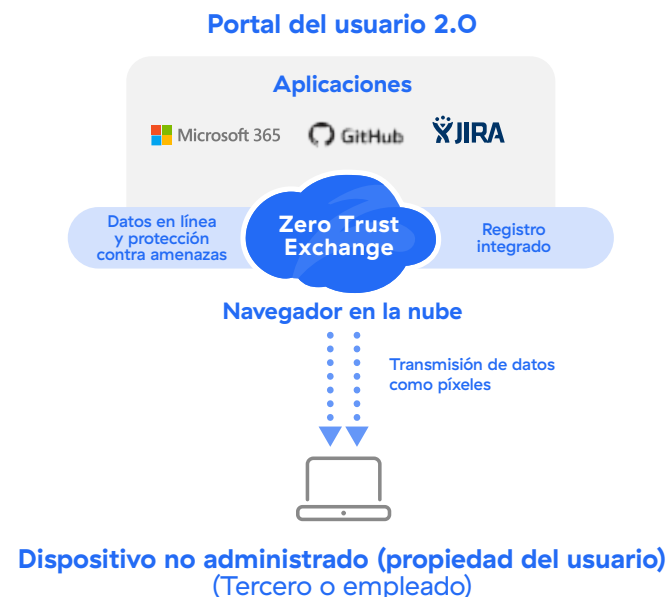 Portal del usuario 2.0
Aplicaciones
Microsoft 365
GitHub
JIRA
Datos en línea
y protección
contra amenazas
Zero Trust
Exchange
Registro
integrado
Navegador en la nube
Transmisión de datos
como píxeles
Dispositivo no administrado (propiedad del usuario)
(Tercero o empleado)